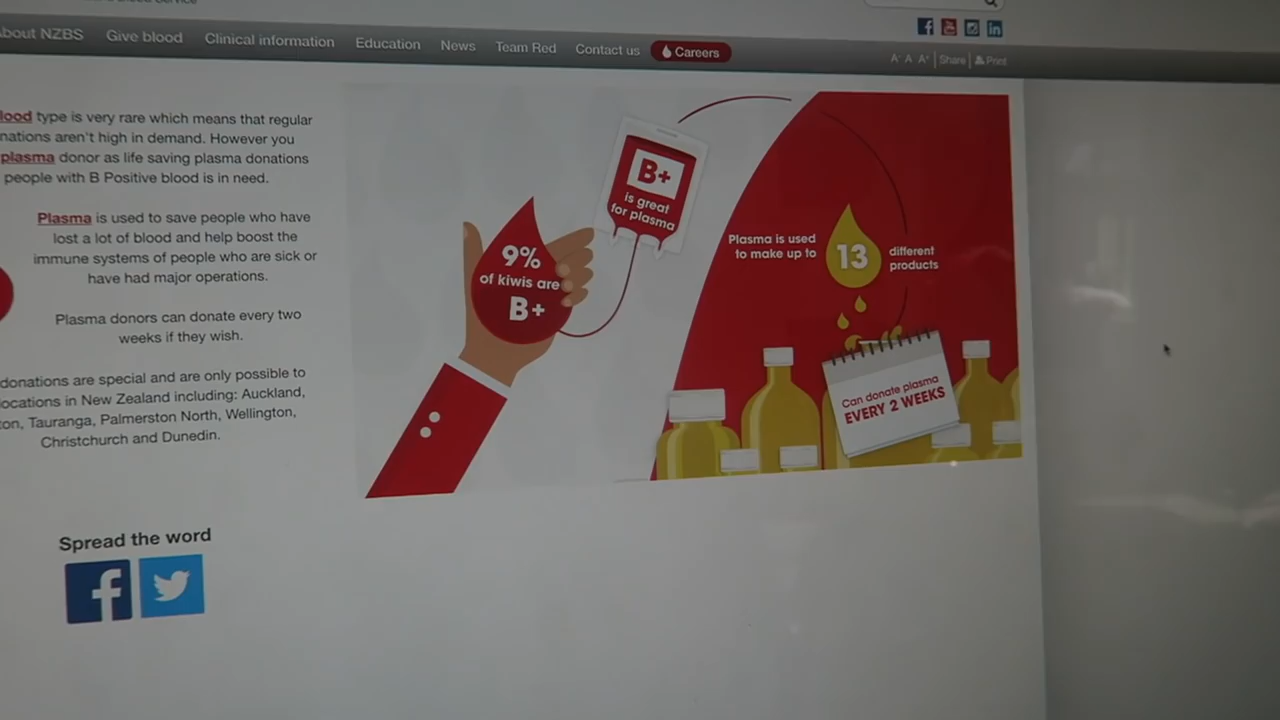 About NZBS Give blood Clinical information Education News Team Red Contact us Careers
A- A A+ Share Print
blood type is very rare which means that regular
nations aren't high in demand. However you
plasma donor as life saving plasma donations
people with B Positive blood is in need.
Plasma is used to save people who have
lost a lot of blood and help boost the
immune systems of people who are sick or
have had major operations.
Plasma donors can donate every two
weeks if they wish.
donations are special and are only possible to
locations in New Zealand including: Auckland,
Tauranga, Palmerston North, Wellington,
Christchurch and Dunedin.
Spread the word
9%
of kiwis are
B+
B+
is great
for plasma
Plasma is used
to make up to
13
different
products
Can donate plasma
EVERY 2 WEEKS